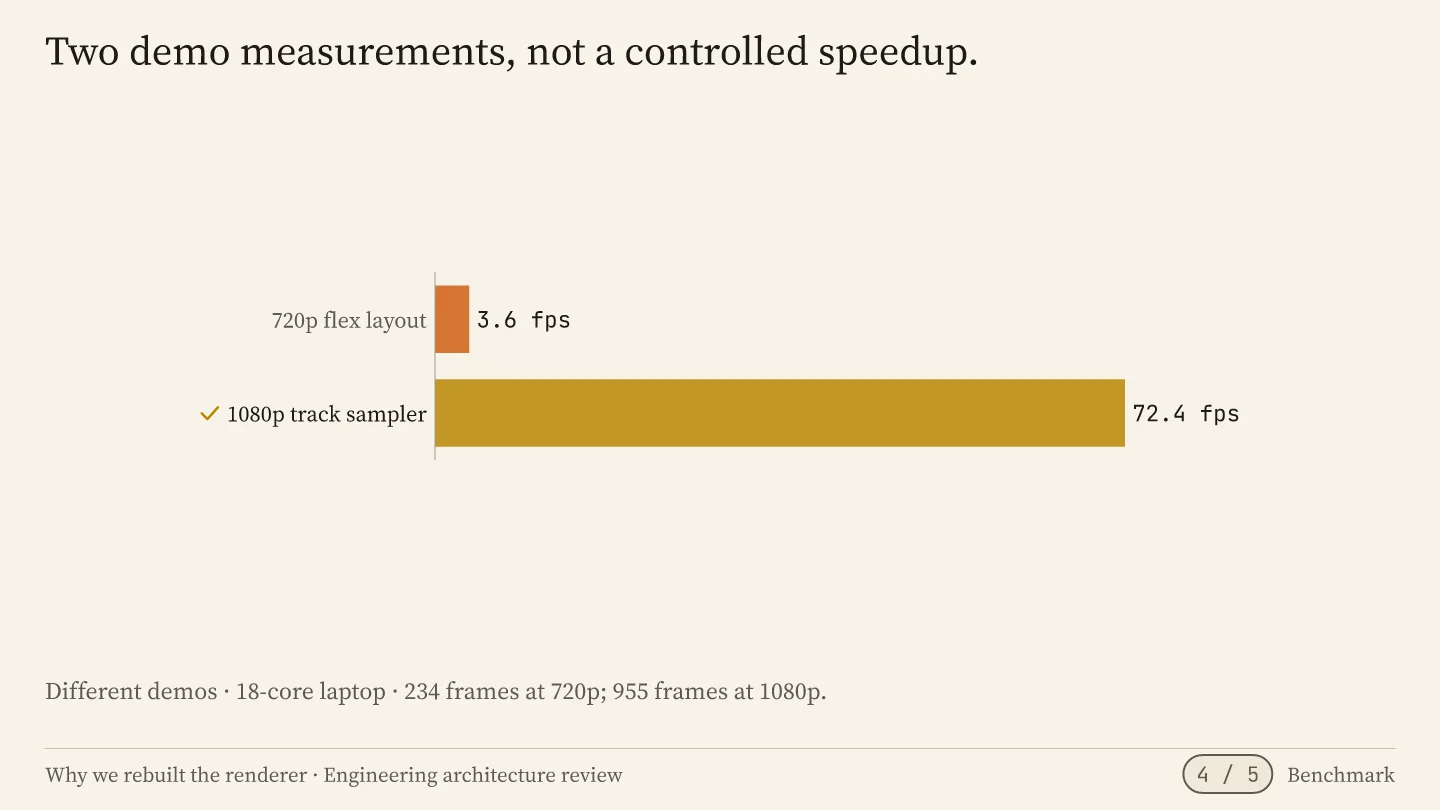 Two demo measurements, not a controlled speedup.
720p flex layout 3.6 fps
1080p track sampler 72.4 fps
Different demos · 18-core laptop · 234 frames at 720p; 955 frames at 1080p.
Why we rebuilt the renderer · Engineering architecture review 4 / 5 Benchmark